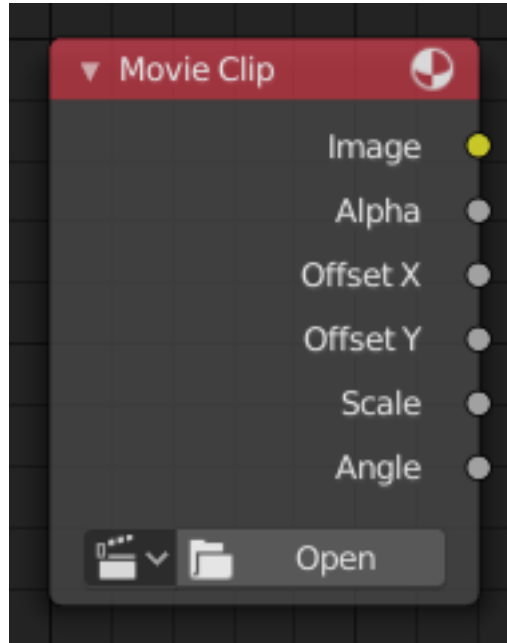 Movie Clip
Image
Alpha
Offset X
Offset Y
Scale
Angle
Open